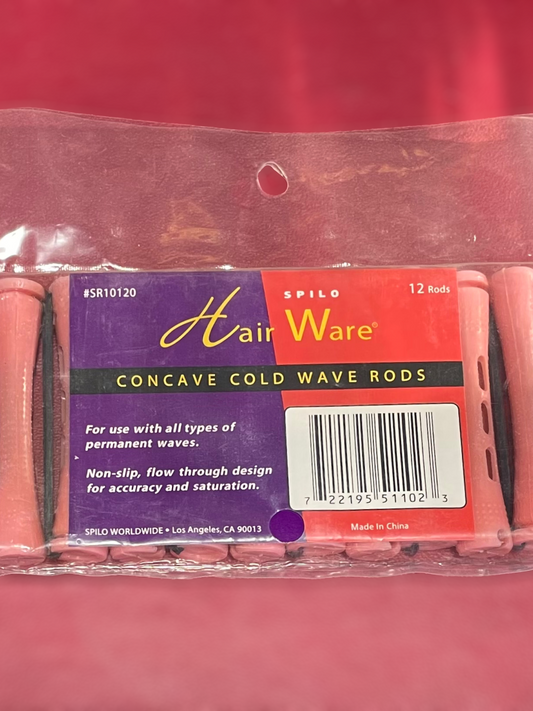 #SR10120
SPILO
12 Rods
Hair Ware®
CONCAVE COLD WAVE RODS
For use with all types of
permanent waves.
Non-slip, flow through design
for accuracy and saturation.
7 22195 51102 3
SPILO WORLDWIDE • Los Angeles, CA 90013
Made In China